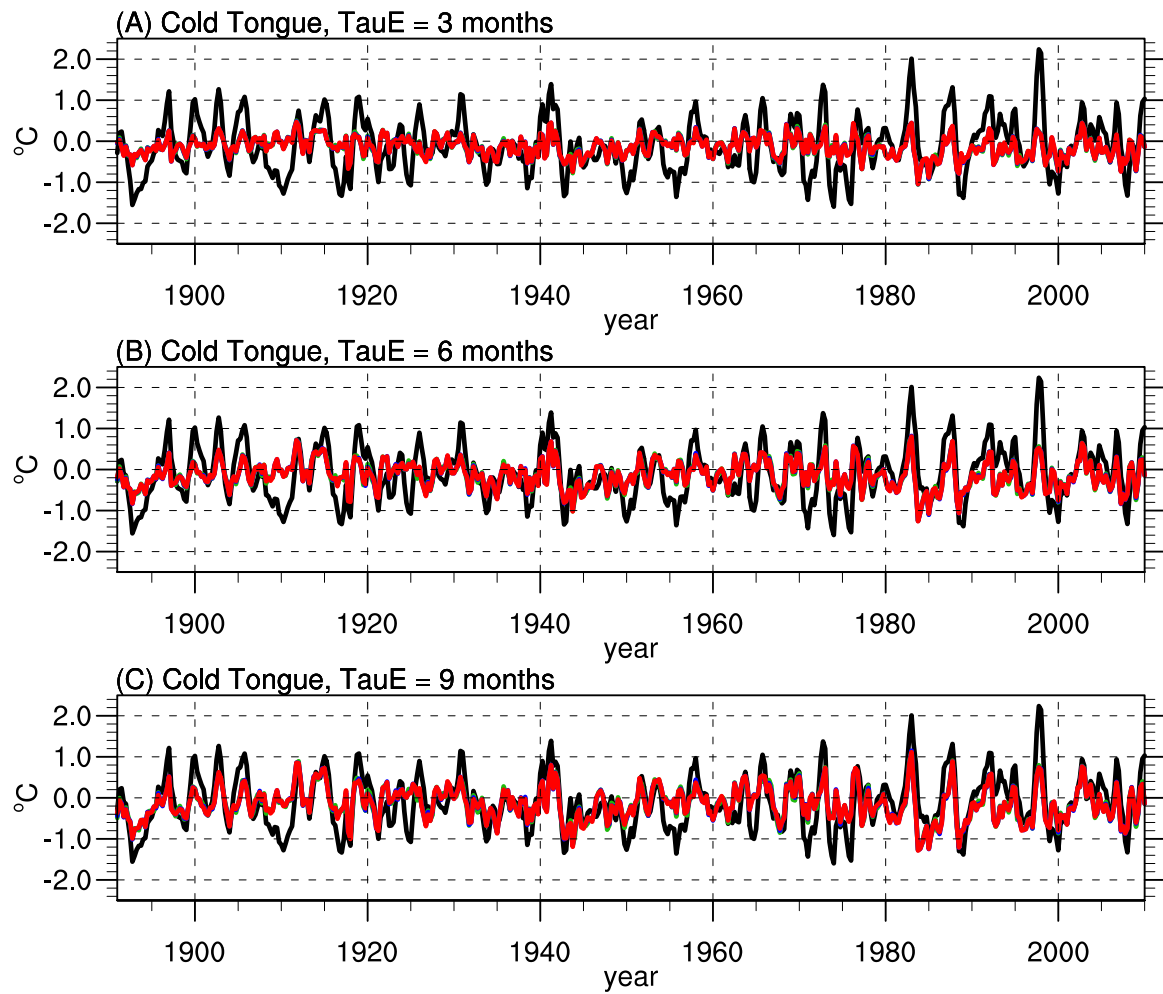 (A) Cold Tongue, TauE = 3 months
2.0
1.0
0.0
-1.0
-2.0
°C
1900 1920 1940 1960 1980 2000
year
(B) Cold Tongue, TauE = 6 months
2.0
1.0
0.0
-1.0
-2.0
°C
1900 1920 1940 1960 1980 2000
year
(C) Cold Tongue, TauE = 9 months
2.0
1.0
0.0
-1.0
-2.0
°C
1900 1920 1940 1960 1980 2000
year